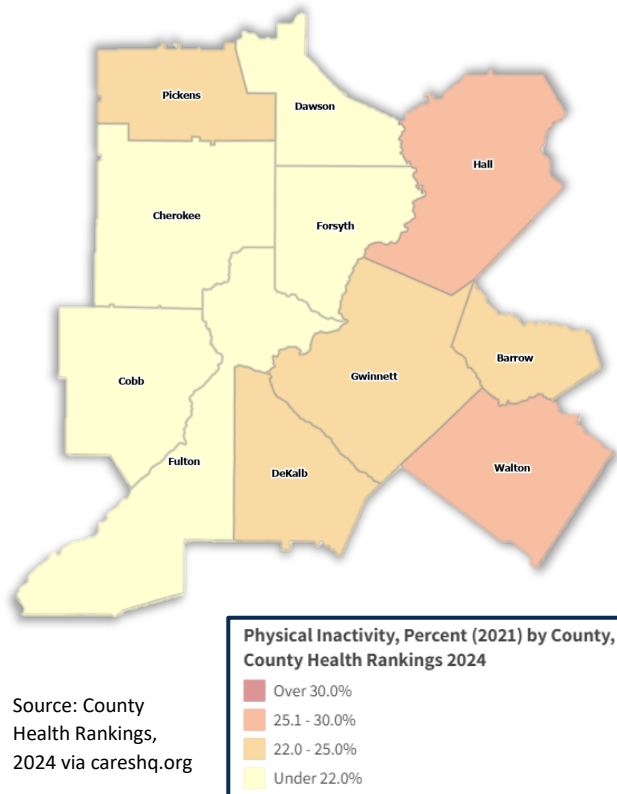 Pickens
Dawson
Hall
Cherokee
Forsyth
Barrow
Gwinnett
Cobb
Fulton
DeKalb
Walton
Physical Inactivity, Percent (2021) by County,
County Health Rankings 2024
Over 30.0%
25.1 - 30.0%
22.0 - 25.0%
Under 22.0%
Source: County
Health Rankings,
2024 via careshq.org